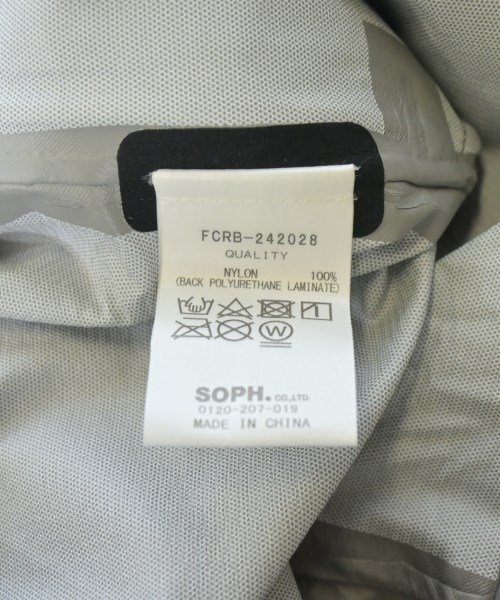 FCRB-242028
QUALITY
NYLON 100%
(BACK POLYURETHANE LAMINATE)
W
SOPH. CO.,LTD.
0120-207-019
MADE IN CHINA